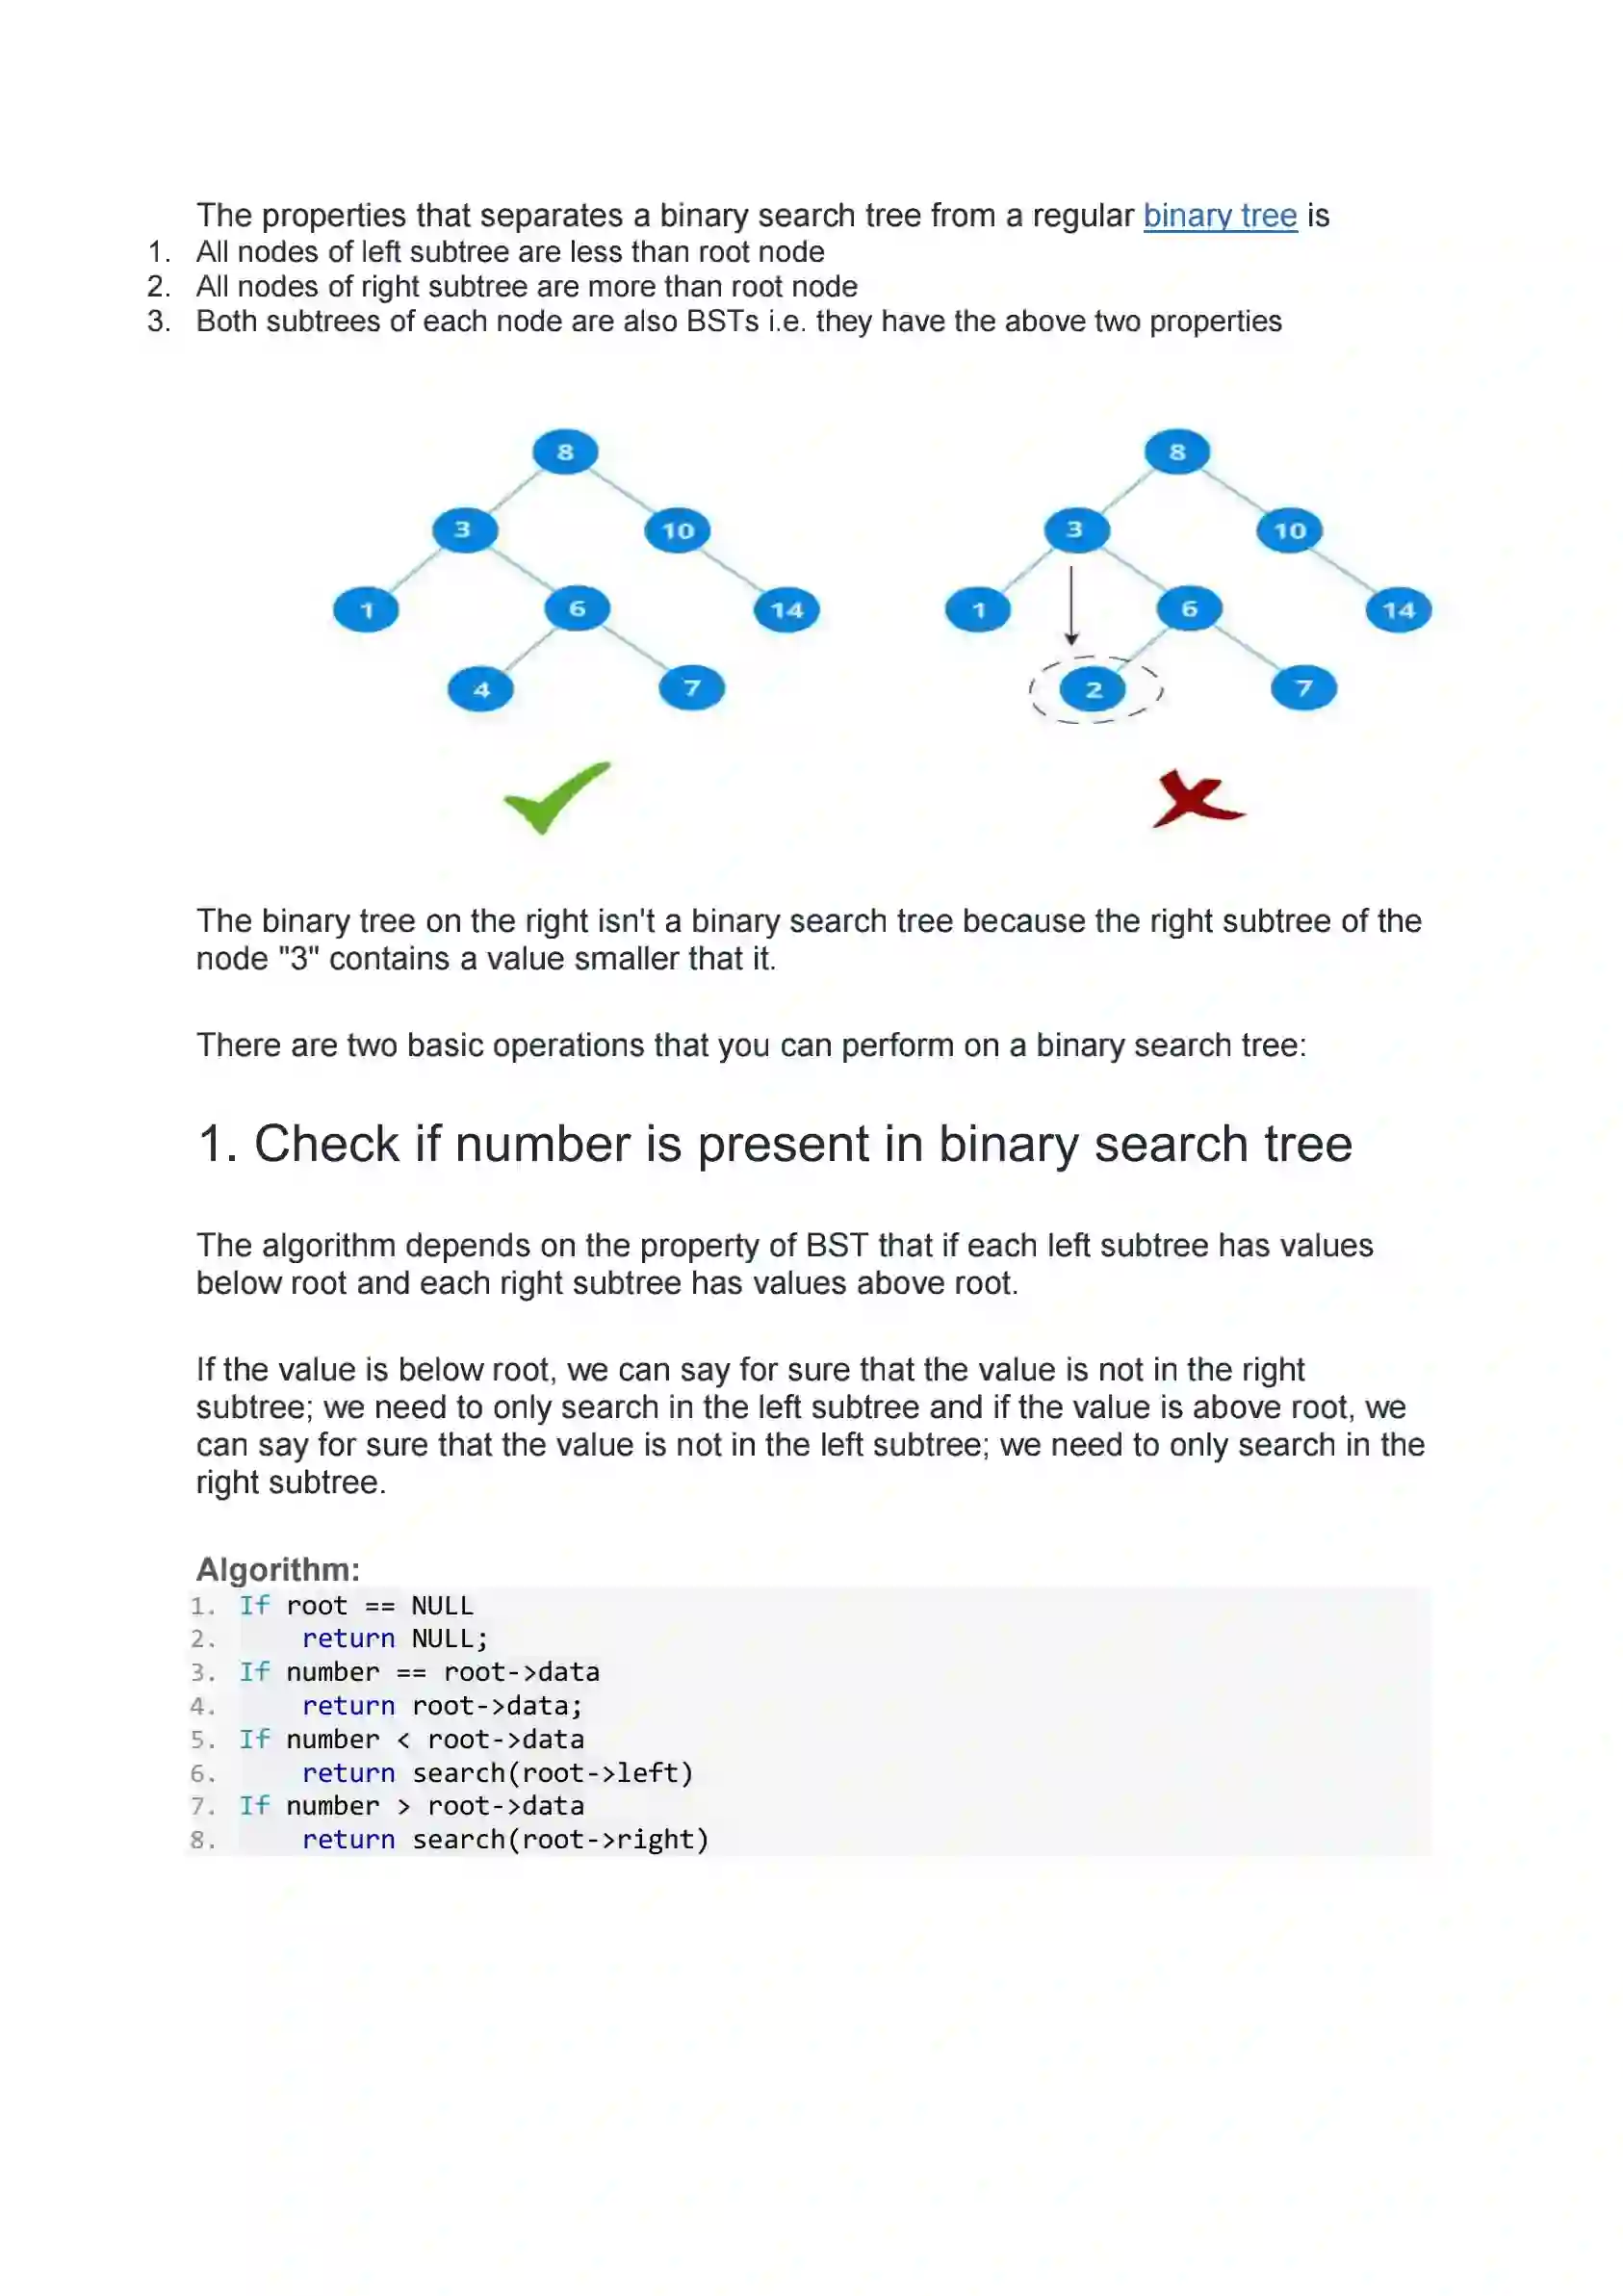 The properties that separates a binary search tree from a regular binary tree is
1. All nodes of left subtree are less than root node
2. All nodes of right subtree are more than root node
3. Both subtrees of each node are also BSTs i.e. they have the above two properties
8 8
3 10 3 10
1 6 14 1 6 14
4 7 2 7
The binary tree on the right isn't a binary search tree because the right subtree of the
node "3" contains a value smaller that it.
There are two basic operations that you can perform on a binary search tree:
1. Check if number is present in binary search tree
The algorithm depends on the property of BST that if each left subtree has values
below root and each right subtree has values above root.
If the value is below root, we can say for sure that the value is not in the right
subtree; we need to only search in the left subtree and if the value is above root, we
can say for sure that the value is not in the left subtree; we need to only search in the
right subtree.
Algorithm:
1. If root == NULL
2.     return NULL;
3. If number == root->data
4.     return root->data;
5. If number < root->data
6.     return search(root->left)
7. If number > root->data
8.     return search(root->right)